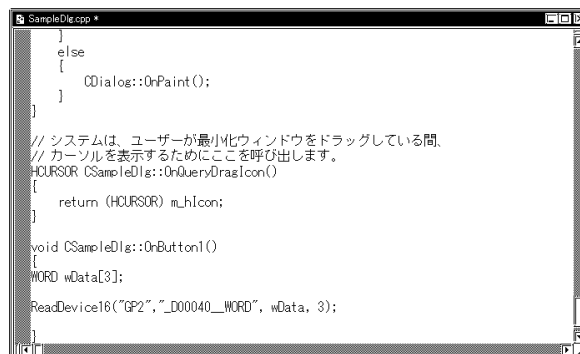 SampleDlg.cpp *
}
else
{
CDialog::OnPaint();
}
}
// システムは、ユーザーが最小化ウィンドウをドラッグしている間、
// カーソルを表示するためにここを呼び出します。
HCURSOR CSampleDlg::OnQueryDragIcon()
{
return (HCURSOR) m_hIcon;
}
void CSampleDlg::OnButton1()
{
WORD wData[3];
ReadDevice16("GP2","_D00040__WORD", wData, 3);
}